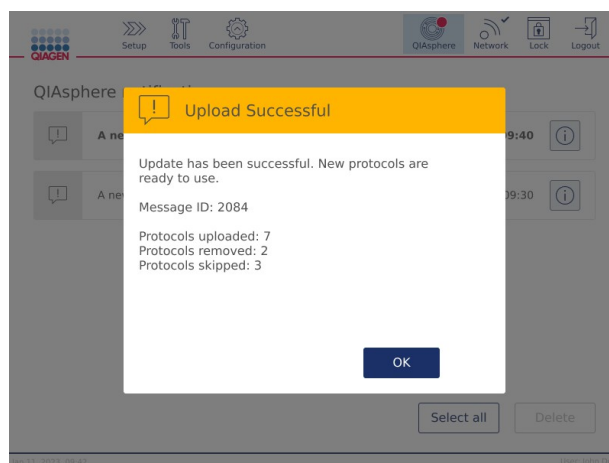 Setup Tools Configuration QIAsphere Network Lock Logout
QIAGEN
QIAsphere
Upload Successful
A ne 09:40
Update has been successful. New protocols are
ready to use.
A ne 09:30
Message ID: 2084
Protocols uploaded: 7
Protocols removed: 2
Protocols skipped: 3
OK
Select all Delete